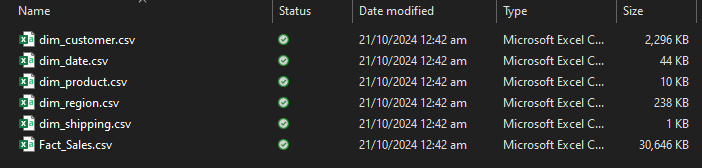 Name Status Date modified Type Size
dim_customer.csv 21/10/2024 12:42 am Microsoft Excel C... 2,296 KB
dim_date.csv 21/10/2024 12:42 am Microsoft Excel C... 44 KB
dim_product.csv 21/10/2024 12:42 am Microsoft Excel C... 10 KB
dim_region.csv 21/10/2024 12:42 am Microsoft Excel C... 238 KB
dim_shipping.csv 21/10/2024 12:42 am Microsoft Excel C... 1 KB
Fact_Sales.csv 21/10/2024 12:42 am Microsoft Excel C... 30,646 KB